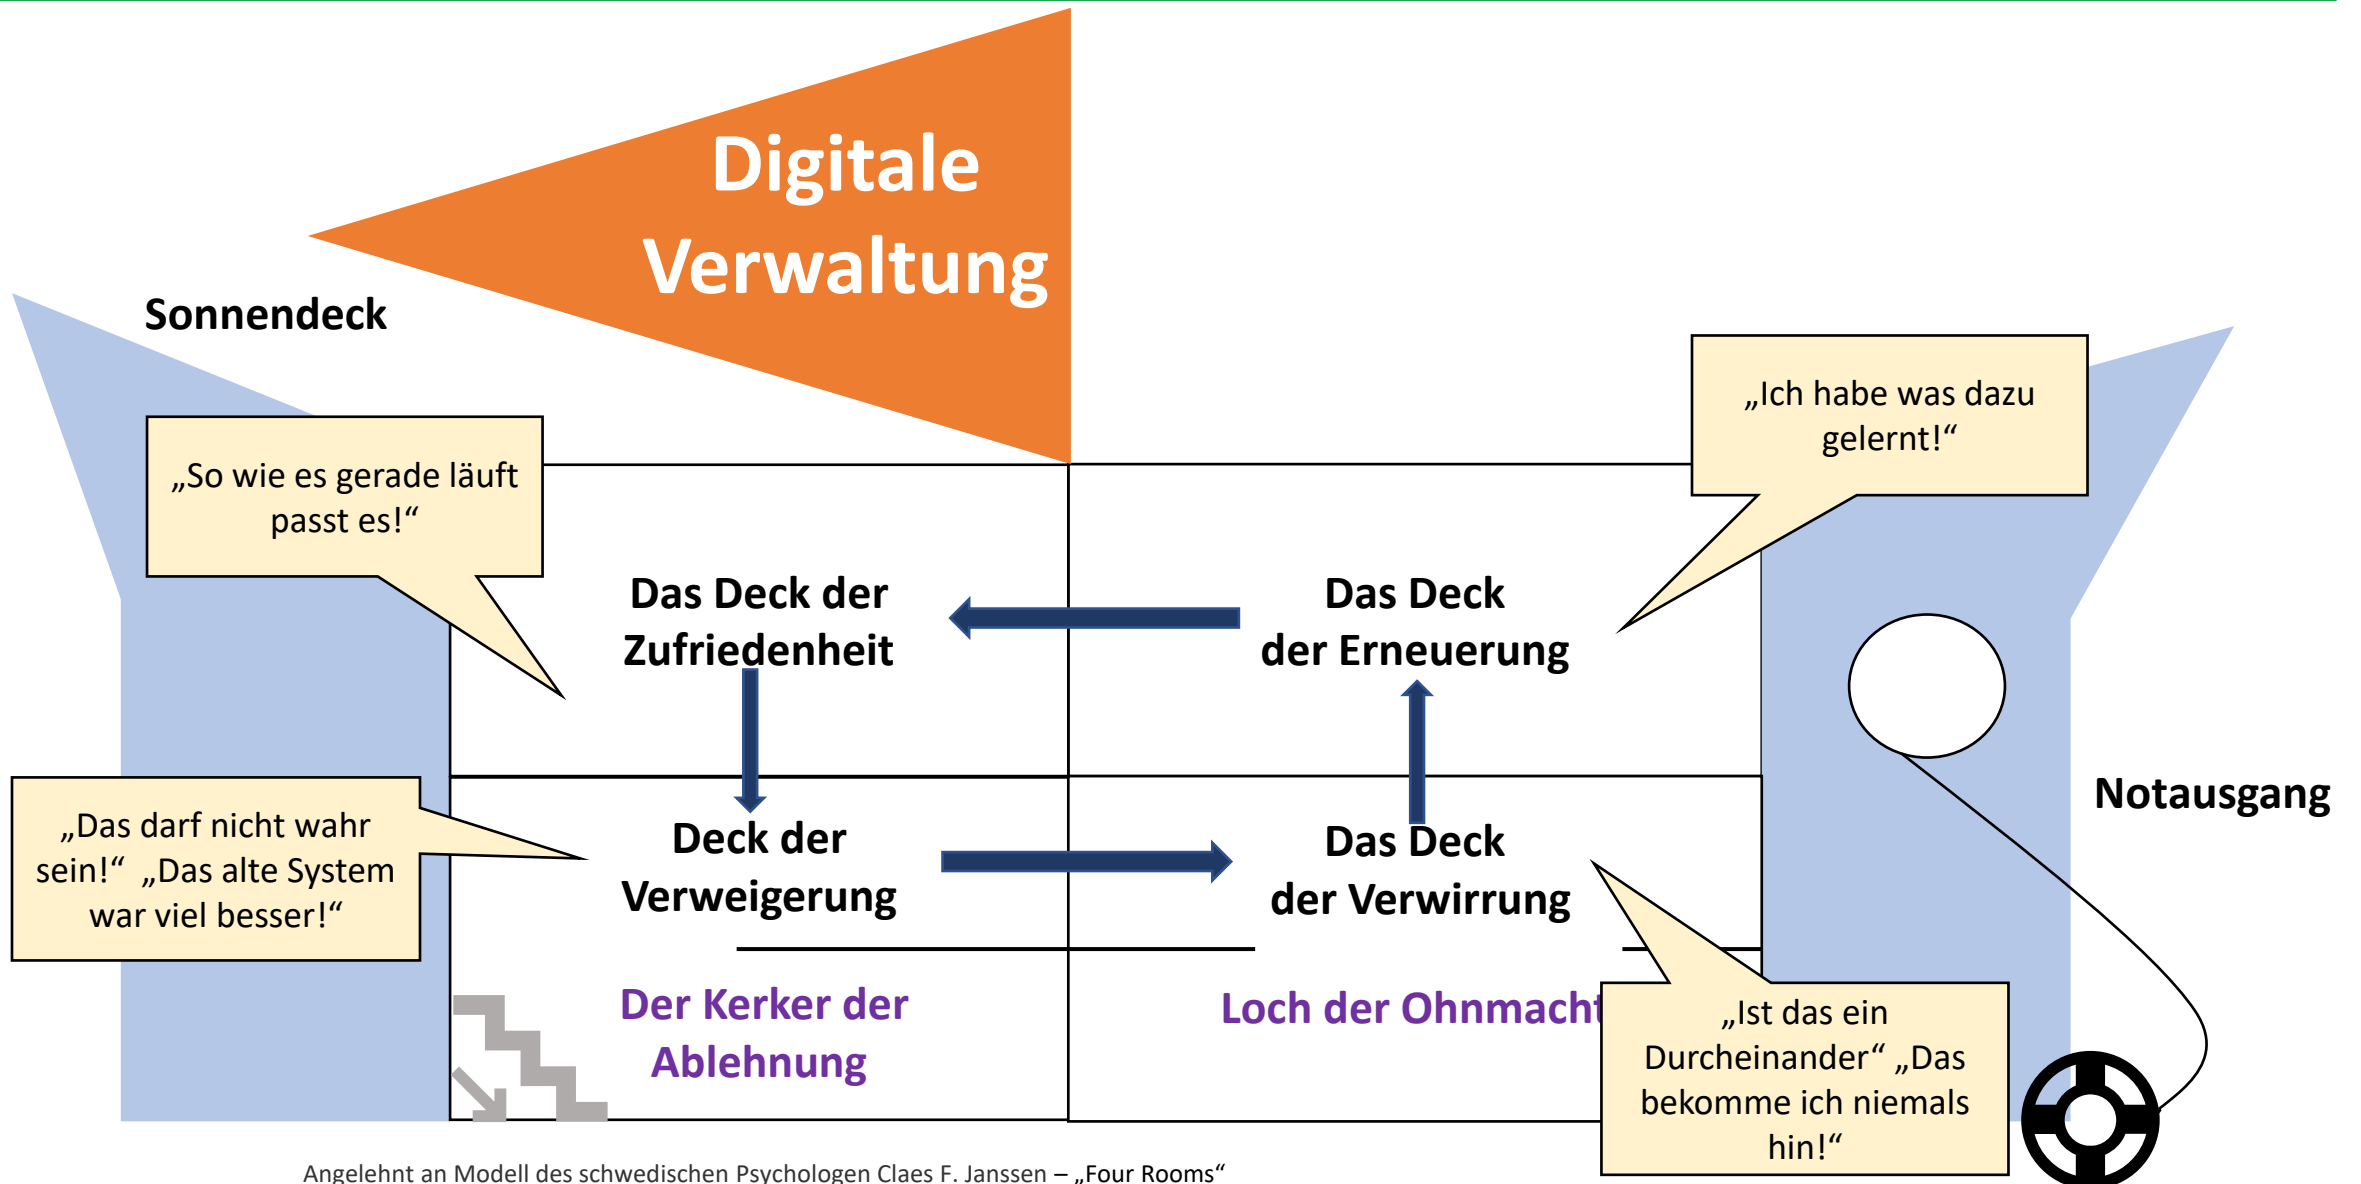 Digitale
Verwaltung
Sonnendeck
„Ich habe was dazu
gelernt!“
„So wie es gerade läuft
passt es!“
Das Deck der
Zufriedenheit
Das Deck
der Erneuerung
Notausgang
„Das darf nicht wahr
sein!“ „Das alte System
war viel besser!“
Deck der
Verweigerung
Das Deck
der Verwirrung
Der Kerker der
Ablehnung
Loch der Ohnmacht
„Ist das ein
Durcheinander“ „Das
bekomme ich niemals
hin!“
Angelehnt an Modell des schwedischen Psychologen Claes F. Janssen – „Four Rooms“